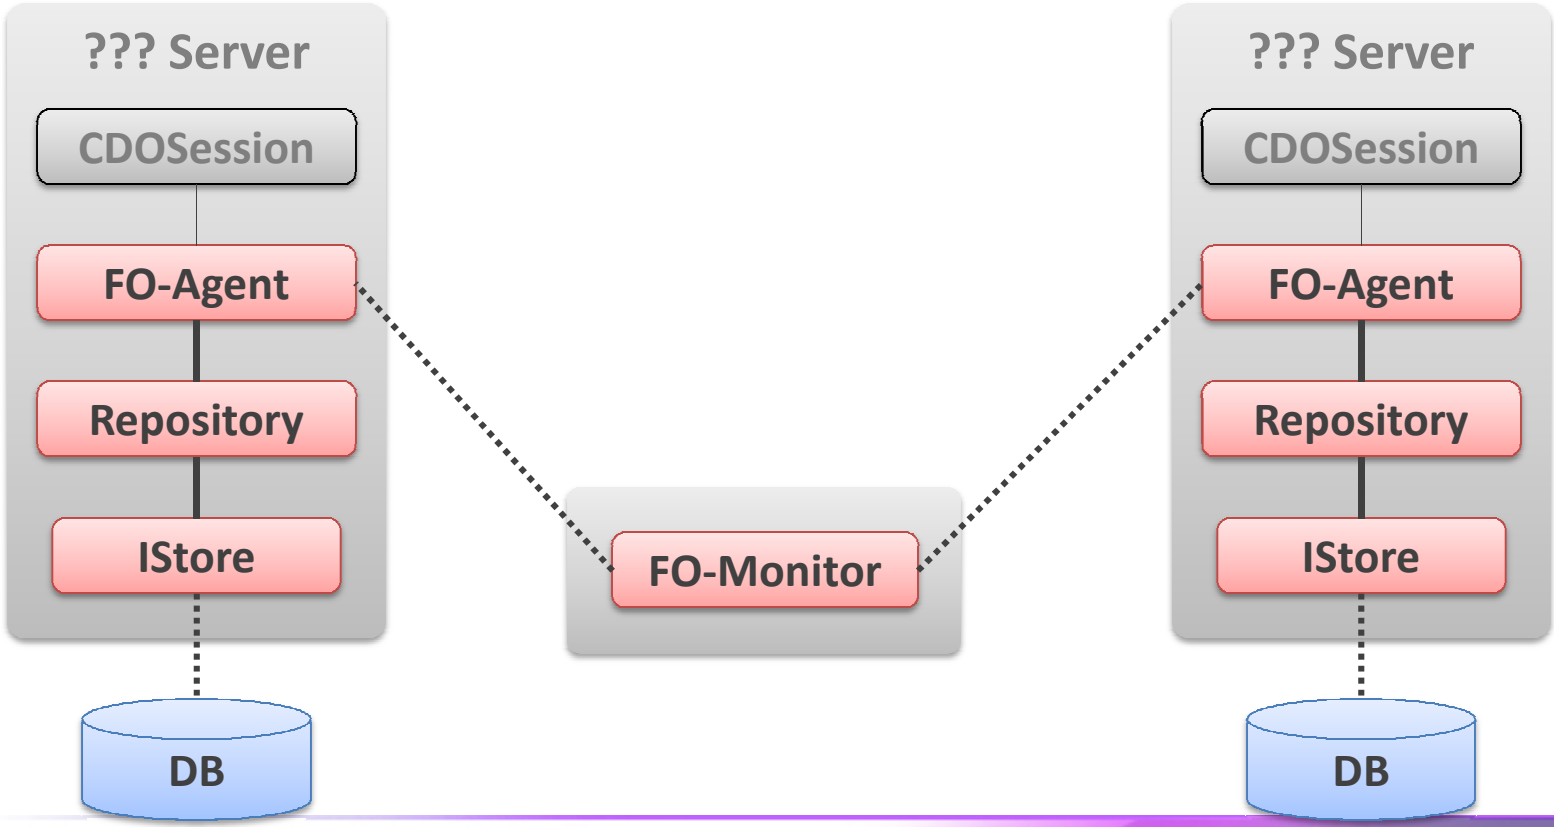 ??? Server
CDOSession
FO-Agent
Repository
IStore
DB
FO-Monitor
??? Server
CDOSession
FO-Agent
Repository
IStore
DB